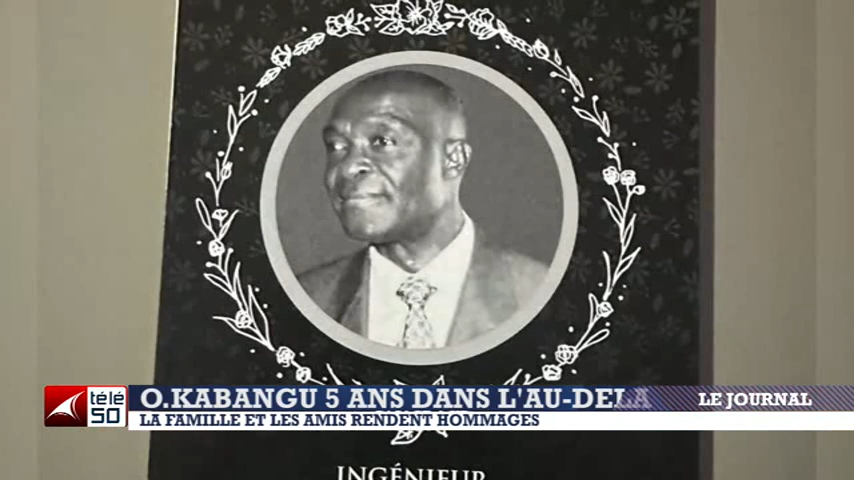 télé
50
O.KABANGU 5 ANS DANS L'AU-DELA
LE JOURNAL
LA FAMILLE ET LES AMIS RENDENT HOMMAGES
INGÉNIEUR